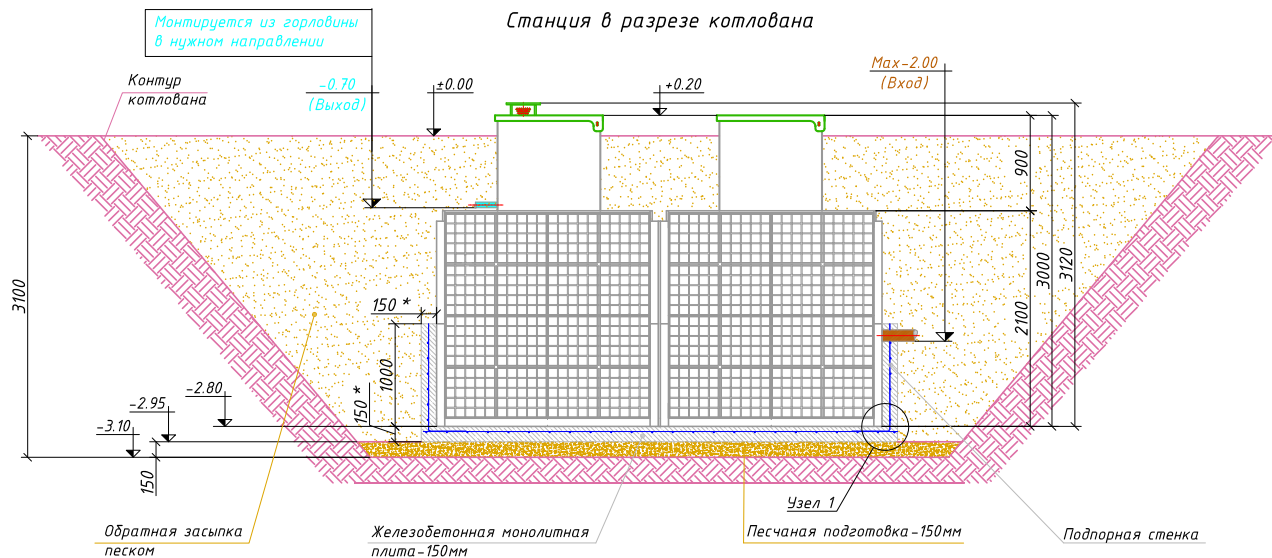 Станция в разрезе котлована
Монтируется из горловины
в нужном направлении
Контур
котлована
-0.70
(Выход)
±0.00
+0.20
Max-2.00
(Вход)
900
3000
3120
2100
3100
150 *
1000
150 *
-2.80
-2.95
-3.10
150
Узел 1
Обратная засыпка
песком
Железобетонная монолитная
плита-150мм
Песчаная подготовка-150мм
Подпорная стенка